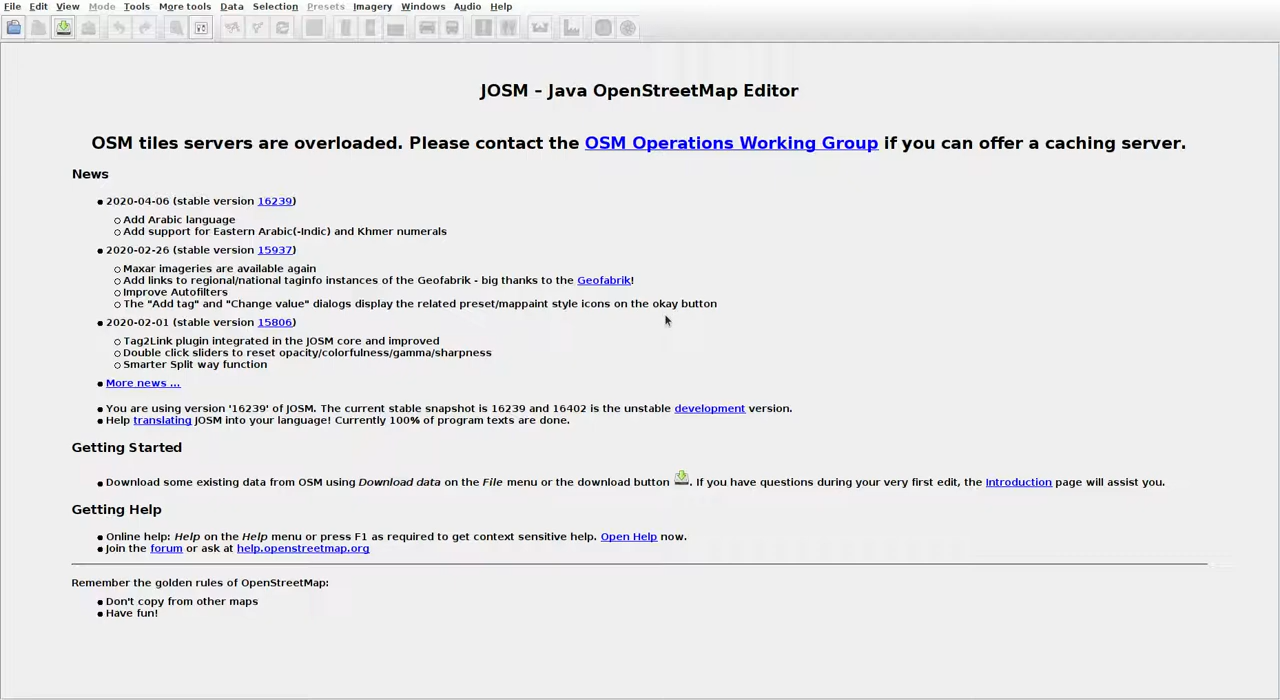 File Edit View Mode Tools More tools Data Selection Presets Imagery Windows Audio Help
JOSM – Java OpenStreetMap Editor
OSM tiles servers are overloaded. Please contact the OSM Operations Working Group if you can offer a caching server.
News
2020-04-06 (stable version 16239)
Add Arabic language
Add support for Eastern Arabic(-Indic) and Khmer numerals
2020-02-26 (stable version 15937)
Maxar imageries are available again
Add links to regional/national taginfo instances of the Geofabrik - big thanks to the Geofabrik!
Improve Autofilters
The "Add tag" and "Change value" dialogs display the related preset/mappaint style icons on the okay button
2020-02-01 (stable version 15806)
Tag2Link plugin integrated in the JOSM core and improved
Double click sliders to reset opacity/colorfulness/gamma/sharpness
Smarter Split way function
More news ...
You are using version '16239' of JOSM. The current stable snapshot is 16239 and 16402 is the unstable development version.
Help translating JOSM into your language! Currently 100% of program texts are done.
Getting Started
Download some existing data from OSM using Download data on the File menu or the download button . If you have questions during your very first edit, the Introduction page will assist you.
Getting Help
Online help: Help on the Help menu or press F1 as required to get context sensitive help. Open Help now.
Join the forum or ask at help.openstreetmap.org
Remember the golden rules of OpenStreetMap:
Don't copy from other maps
Have fun!